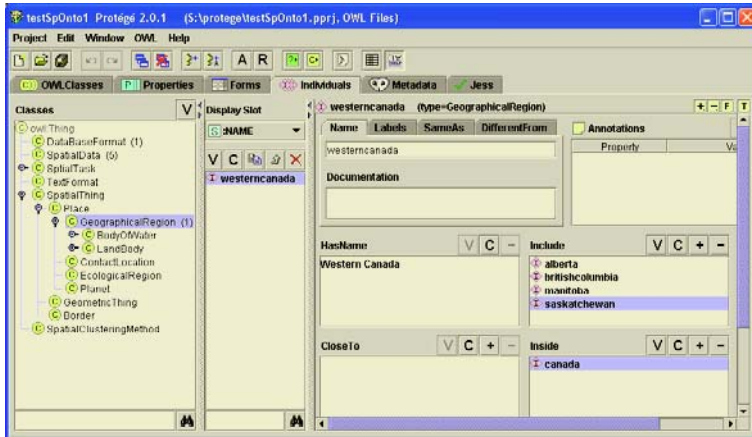 testSpOnto1 Protégé 2.0.1 (S:\protege\testSpOnto1.pprj, OWL Files)
Project Edit Window OWL Help
A R
OWLClasses Properties Forms Individuals Metadata Jess
Classes V
owl:Thing
DataBaseFormat (1)
SpatialData (5)
SpitialTask
TextFormat
SpatialThing
Place
GeographicalRegion (1)
BodyOfWater
LandBody
ContactLocation
EcologicalRegion
Planet
GeometricThing
Border
SpatialClusteringMethod
Display Slot
S :NAME
V C
westerncanada
westerncanada (type=GeographicalRegion) + - F T
Name Labels SameAs DifferentFrom
westerncanada
Documentation
Annotations
Property Va
HasName V C -
Western Canada
Include V C + -
alberta
britishcolumbia
manitoba
saskatchewan
CloseTo V C + -
Inside V C + -
canada